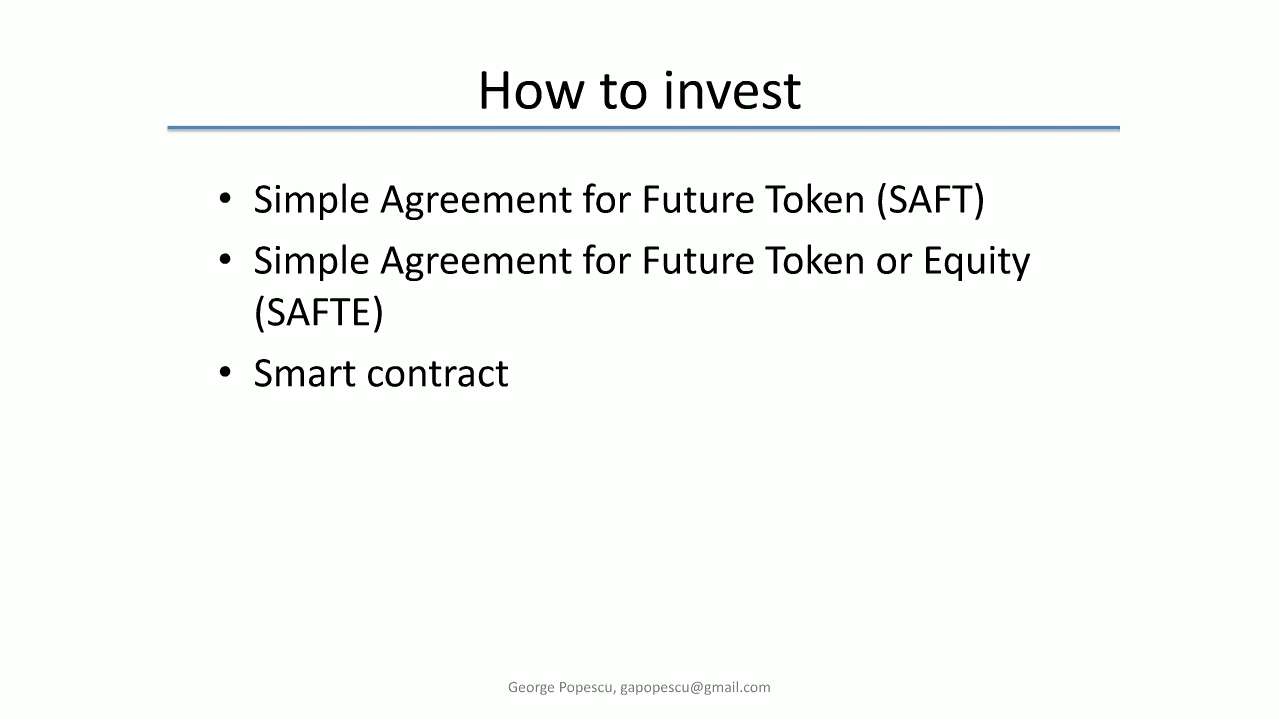 How to invest
• Simple Agreement for Future Token (SAFT)
• Simple Agreement for Future Token or Equity
(SAFTE)
• Smart contract
George Popescu, gapopescu@gmail.com